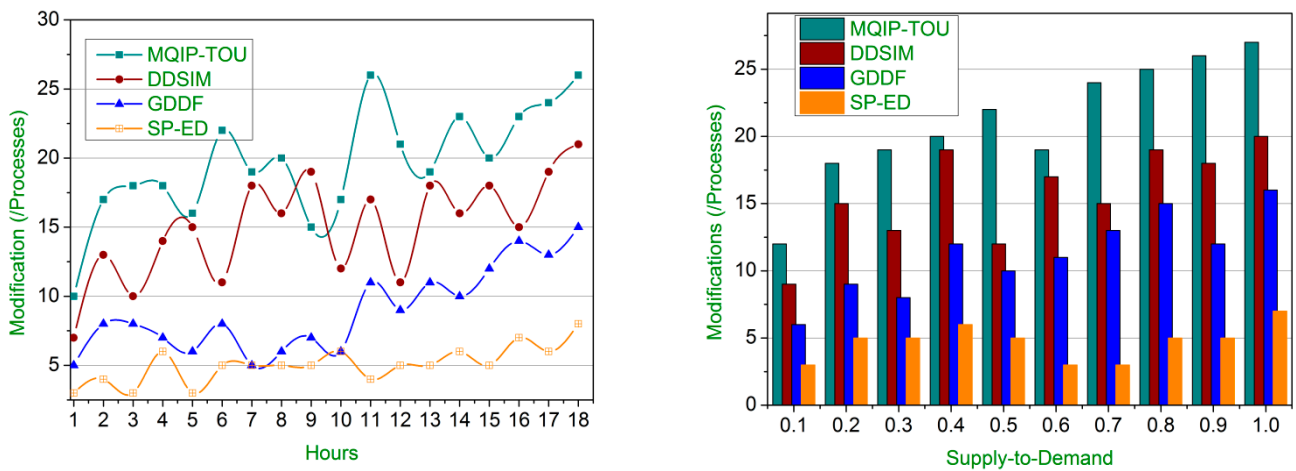 30
25
20
15
10
5
Modification (/Processes)
MQIP-TOU
DDSIM
GDDF
SP-ED
1 2 3 4 5 6 7 8 9 10 11 12 13 14 15 16 17 18
Hours
25
20
15
10
5
0
Modifications (/Processes)
MQIP-TOU
DDSIM
GDDF
SP-ED
0.1 0.2 0.3 0.4 0.5 0.6 0.7 0.8 0.9 1.0
Supply-to-Demand